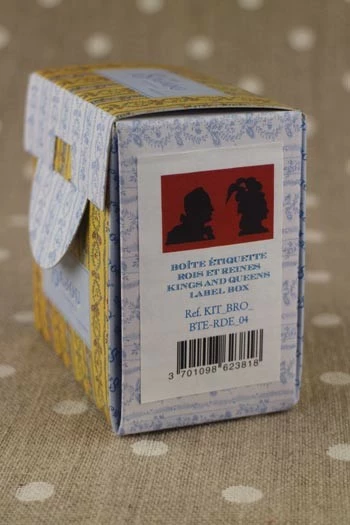 BOÎTE ÉTIQUETTE
ROIS ET REINES
KINGS AND QUEENS
LABEL BOX
Ref. KIT_BRO_
BTE-RDE_04
3 701098 623818